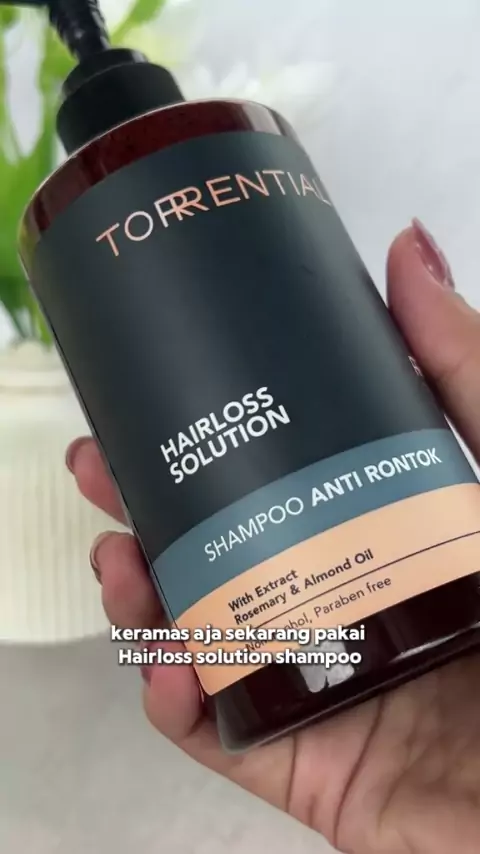 TORRENTIAL
HAIRLOSS
SOLUTION
SHAMPOO ANTI RONTOK
With Extract
Rosemary & Almond Oil
Paraben free
keramas aja sekarang pakai
Hairloss solution shampoo